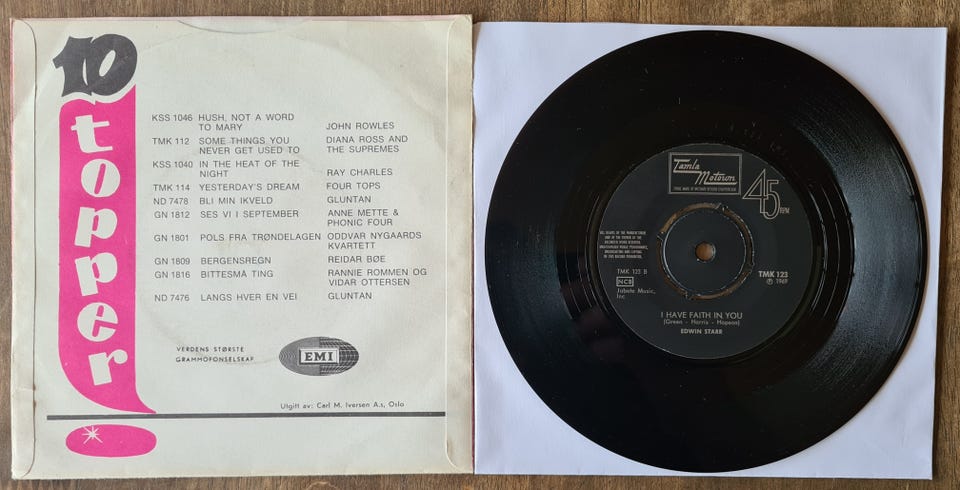 10 topper!
KSS 1046 HUSH, NOT A WORD
TO MARY JOHN ROWLES
TMK 112 SOME THINGS YOU DIANA ROSS AND
NEVER GET USED TO THE SUPREMES
KSS 1040 IN THE HEAT OF THE
NIGHT RAY CHARLES
TMK 114 YESTERDAY'S DREAM FOUR TOPS
ND 7478 BLI MIN IKVELD GLUNTAN
GN 1812 SES VI I SEPTEMBER ANNE METTE &
PHONIC FOUR
GN 1801 POLS FRA TRØNDELAGEN ODDVAR NYGAARDS
KVARTETT
GN 1809 BERGENSREGN REIDAR BØE
GN 1816 BITTESMÅ TING RANNIE ROMMEN OG
VIDAR OTTERSEN
ND 7476 LANGS HVER EN VEI GLUNTAN
VERDENS STØRSTE
GRAMMOFONSELSKAP
EMI
Utgitt av: Carl M. Iversen A.s, Oslo
Tamla
Motown
45 RPM
TMK 123 B
NCB
Jobete Music,
Inc
TMK 123
℗ 1969
I HAVE FAITH IN YOU
(Green - Harris - Hopson)
EDWIN STARR